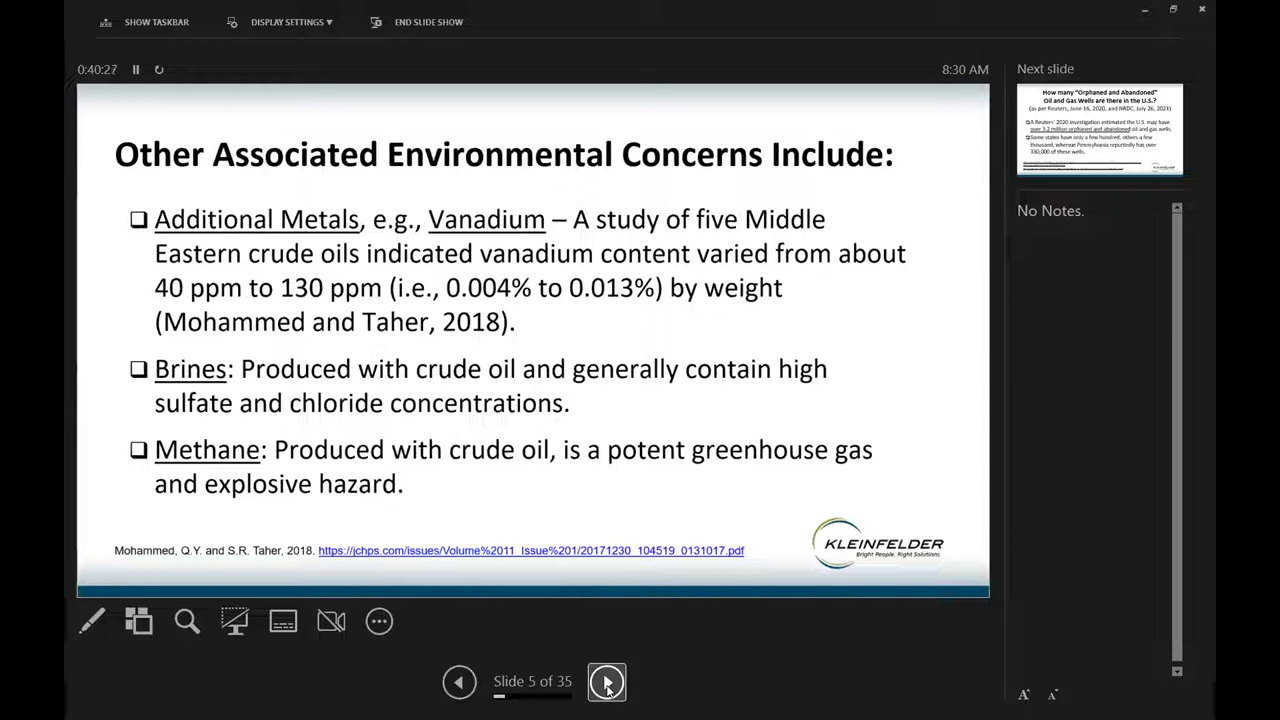 SHOW TASKBAR
DISPLAY SETTINGS ▾
END SLIDE SHOW
0:40:27
8:30 AM
Other Associated Environmental Concerns Include:
❑ Additional Metals, e.g., Vanadium – A study of five Middle
Eastern crude oils indicated vanadium content varied from about
40 ppm to 130 ppm (i.e., 0.004% to 0.013%) by weight
(Mohammed and Taher, 2018).
❑ Brines: Produced with crude oil and generally contain high
sulfate and chloride concentrations.
❑ Methane: Produced with crude oil, is a potent greenhouse gas
and explosive hazard.
Mohammed, Q.Y. and S.R. Taher, 2018. https://jchps.com/issues/Volume%2011_Issue%201/20171230_104519_0131017.pdf
KLEINFELDER
Bright People. Right Solutions.
Slide 5 of 35
Next slide
How many "Orphaned and Abandoned"
Oil and Gas Wells are there in the U.S.?
(as per Reuters, June 16, 2020, and NRDC, July 26, 2021)
❑A Reuters' 2020 investigation estimated the U.S. may have
over 3.2 million orphaned and abandoned oil and gas wells.
❑Some states have only a few hundred, others a few
thousand, whereas Pennsylvania reportedly has over
330,000 of these wells.
KLEINFELDER
No Notes.
A A